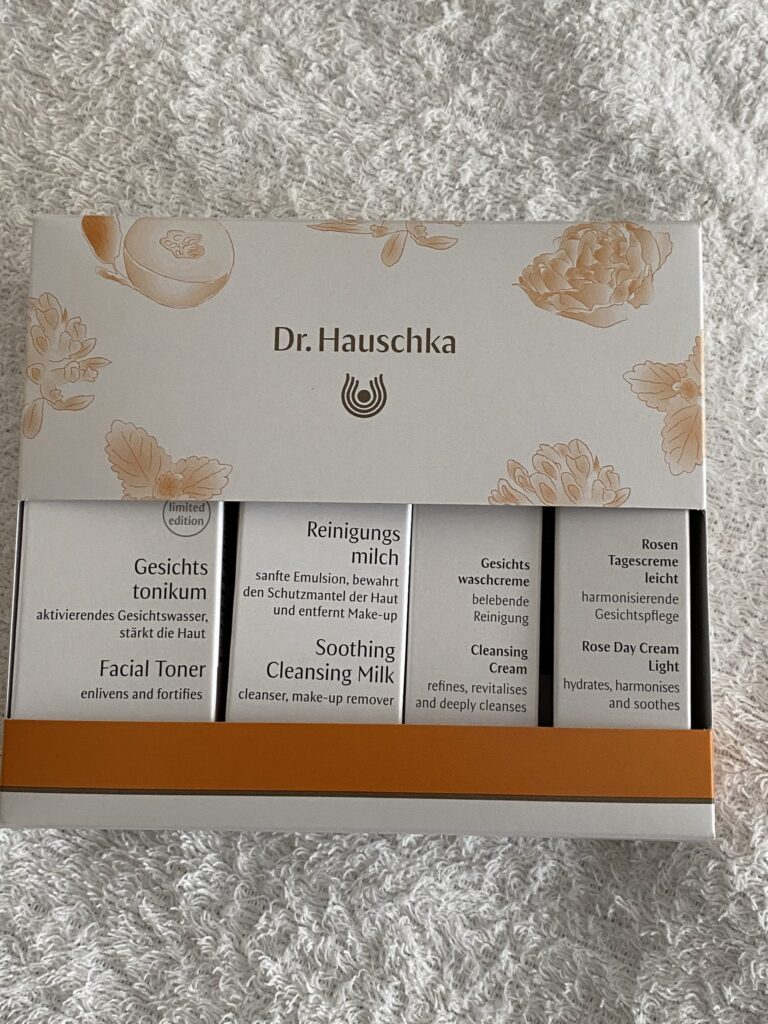 Dr. Hauschka
limited
edition
Gesichts
tonikum
aktivierendes Gesichtswasser,
stärkt die Haut
Facial Toner
enlivens and fortifies
Reinigungs
milch
sanfte Emulsion, bewahrt
den Schutzmantel der Haut
und entfernt Make-up
Soothing
Cleansing Milk
cleanser, make-up remover
Gesichts
waschcreme
belebende
Reinigung
Cleansing
Cream
refines, revitalises
and deeply cleanses
Rosen
Tagescreme
leicht
harmonisierende
Gesichtspflege
Rose Day Cream
Light
hydrates, harmonises
and soothes